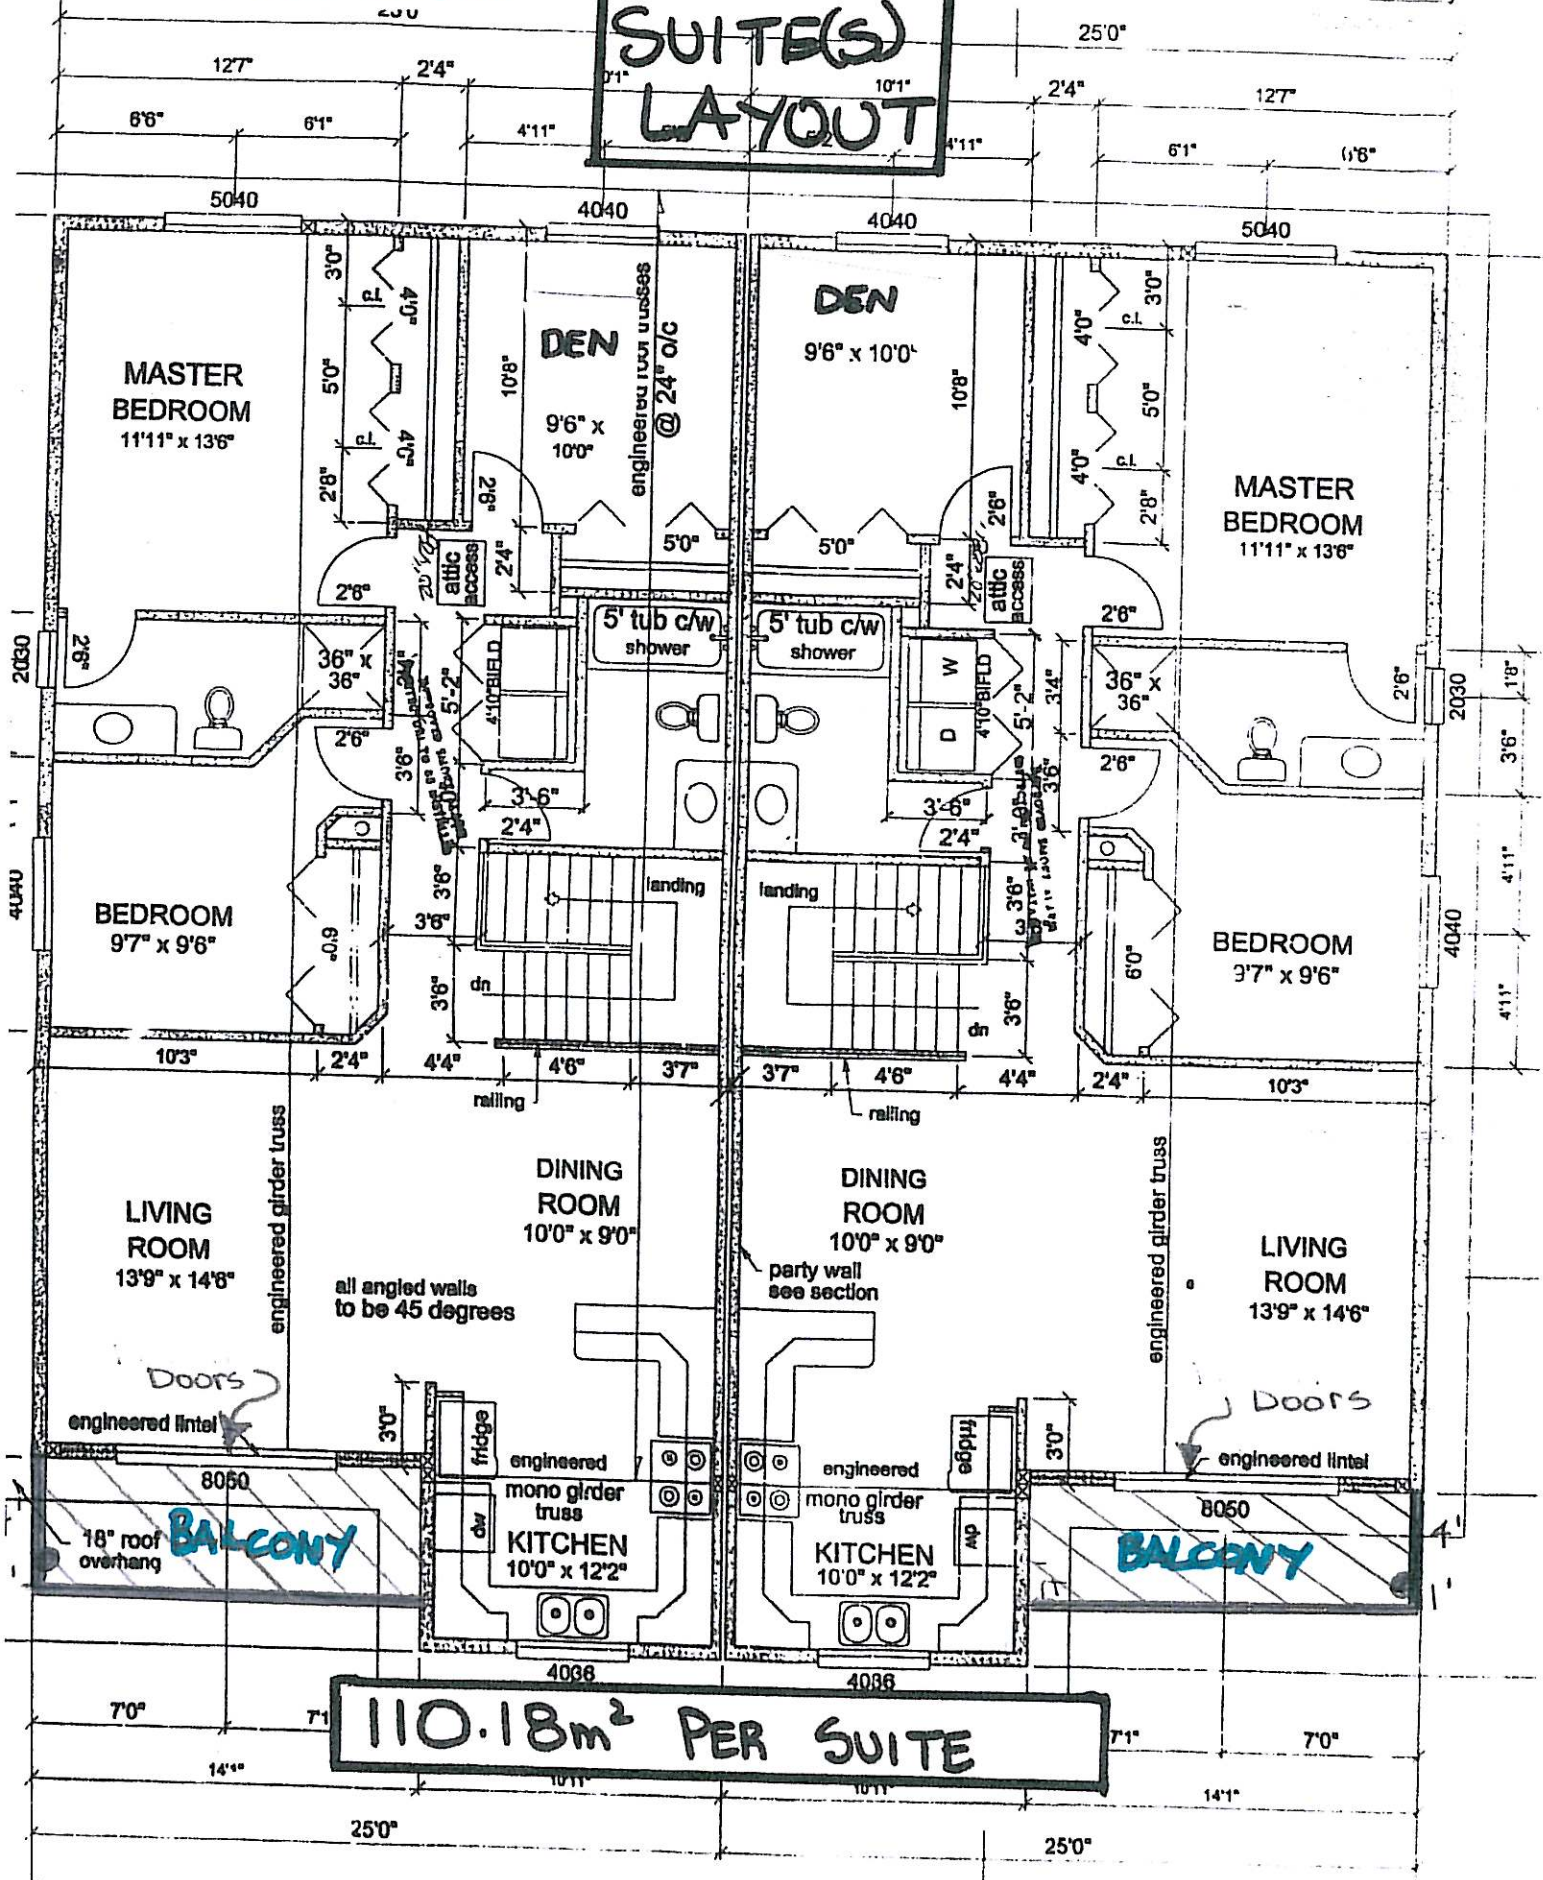 SUITE(S)
LAYOUT
25'0"
12'7"
2'4"
10'1"
2'4"
12'7"
6'6"
6'1"
4'11"
4'11"
6'1"
5040
4040
4040
5040
3'0"
c.l.
4'0"
5'0"
c.l.
4'0"
2'8"
MASTER
BEDROOM
11'11" x 13'6"
DEN
9'6" x
10'0"
10'8"
engineered roof trusses
@ 24" o/c
DEN
9'6" x 10'0"
10'8"
3'0"
c.l.
4'0"
5'0"
c.l.
4'0"
2'8"
MASTER
BEDROOM
11'11" x 13'6"
2'6"
2'4"
5'0"
5'0"
2'6"
2'4"
attic
access
attic
access
2'6"
2'6"
5' tub c/w
shower
5' tub c/w
shower
2030
2'6"
36" x
36"
5'-2"
4'10"BIFLD
W
D
4'10"BIFLD
5'-2"
3'4"
36" x
36"
2'6"
2030
1'8"
2'6"
3'6"
3'-6"
2'4"
3'-6"
2'4"
3'6"
2'6"
3'6"
4040
BEDROOM
9'7" x 9'6"
6'0"
3'6"
3'6"
landing
landing
3'6"
6'0"
BEDROOM
9'7" x 9'6"
4040
4'11"
4'11"
3'6"
dn
dn
3'6"
10'3"
2'4"
4'4"
4'6"
3'7"
3'7"
4'6"
4'4"
2'4"
10'3"
railing
railing
engineered girder truss
engineered girder truss
LIVING
ROOM
13'9" x 14'6"
DINING
ROOM
10'0" x 9'0"
DINING
ROOM
10'0" x 9'0"
LIVING
ROOM
13'9" x 14'6"
party wall
see section
all angled walls
to be 45 degrees
Doors
engineered lintel
3'0"
fridge
engineered
mono girder
truss
engineered
mono girder
truss
fridge
3'0"
Doors
engineered lintel
8050
18" roof
overhang
BALCONY
dw
KITCHEN
10'0" x 12'2"
KITCHEN
10'0" x 12'2"
dw
8050
BALCONY
4'
1'
4036
4036
110.18m² PER SUITE
7'0"
7'1
7'1"
7'0"
14'1"
10'11"
10'11"
14'1"
25'0"
25'0"